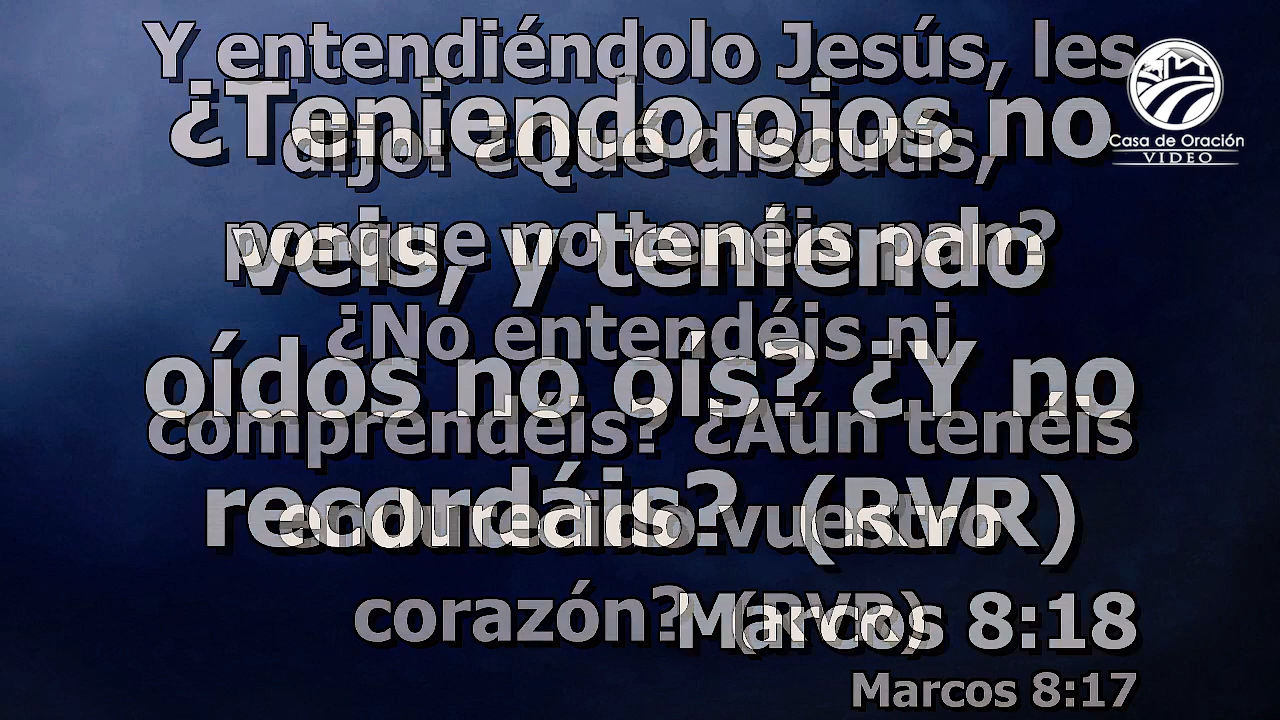 Y entendiéndolo Jesús, les
dijo: ¿Qué discutís,
porque no tenéis pan?
¿No entendéis ni
comprendéis? ¿Aún tenéis
endurecido vuestro
corazón? (RVR)
Marcos 8:17
¿Teniendo ojos no
veis, y teniendo
oídos no oís? ¿Y no
recordáis? (RVR)
Marcos 8:18
Casa de Oración
VIDEO